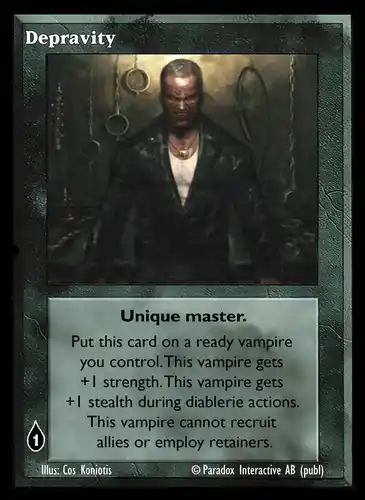 Depravity
Unique master.
Put this card on a ready vampire
you control.This vampire gets
+1 strength.This vampire gets
+1 stealth during diablerie actions.
This vampire cannot recruit
allies or employ retainers.
1
Illus: Cos Koniotis © Paradox Interactive AB (publ)